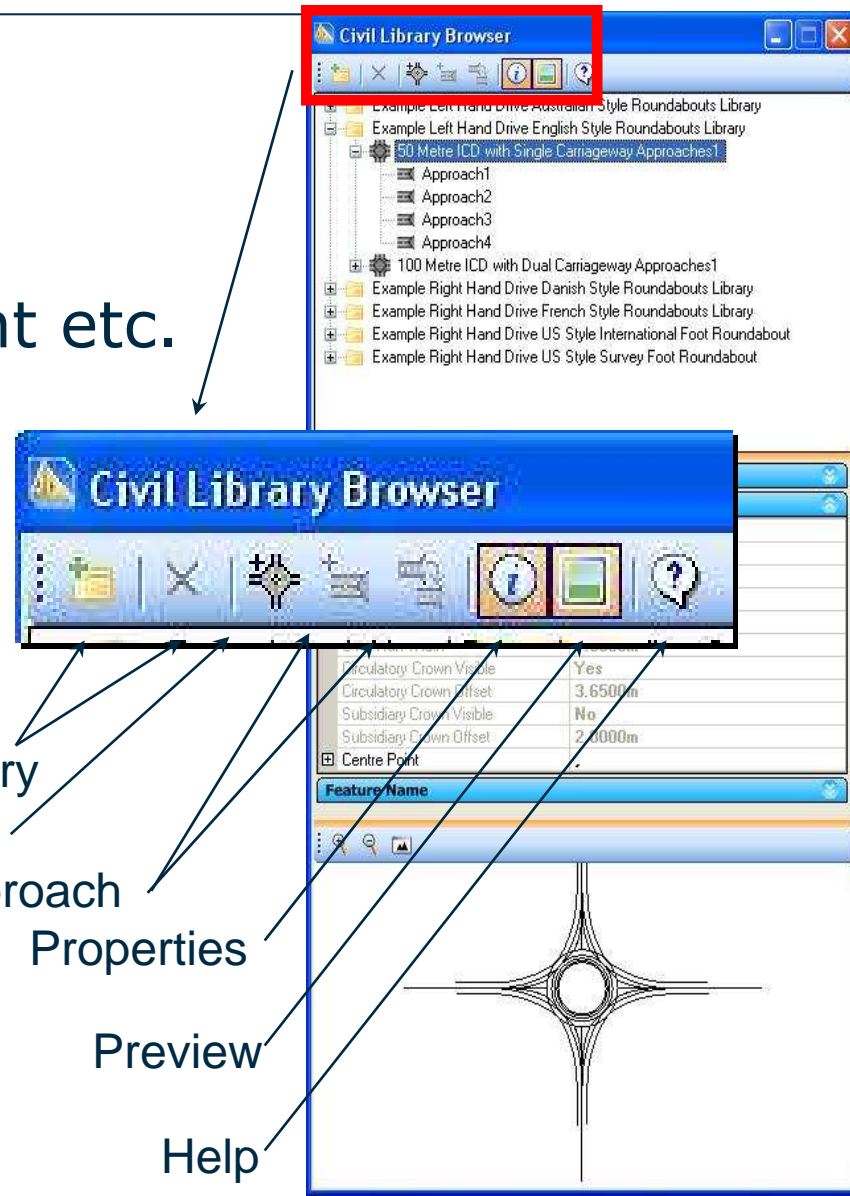 Civil Library Browser
Example Left Hand Drive Australian Style Roundabouts Library
Example Left Hand Drive English Style Roundabouts Library
50 Metre ICD with Single Carriageway Approaches1
Approach1
Approach2
Approach3
Approach4
100 Metre ICD with Dual Carriageway Approaches1
Example Right Hand Drive Danish Style Roundabouts Library
Example Right Hand Drive French Style Roundabouts Library
Example Right Hand Drive US Style International Foot Roundabout
Example Right Hand Drive US Style Survey Foot Roundabout
nt etc.
Civil Library Browser
Circulatory Crown Visible Yes
Circulatory Crown Offset 3.6500m
Subsidiary Crown Visible No
Subsidiary Crown Offset 2.0000m
Centre Point
Feature Name
ry
roach
Properties
Preview
Help